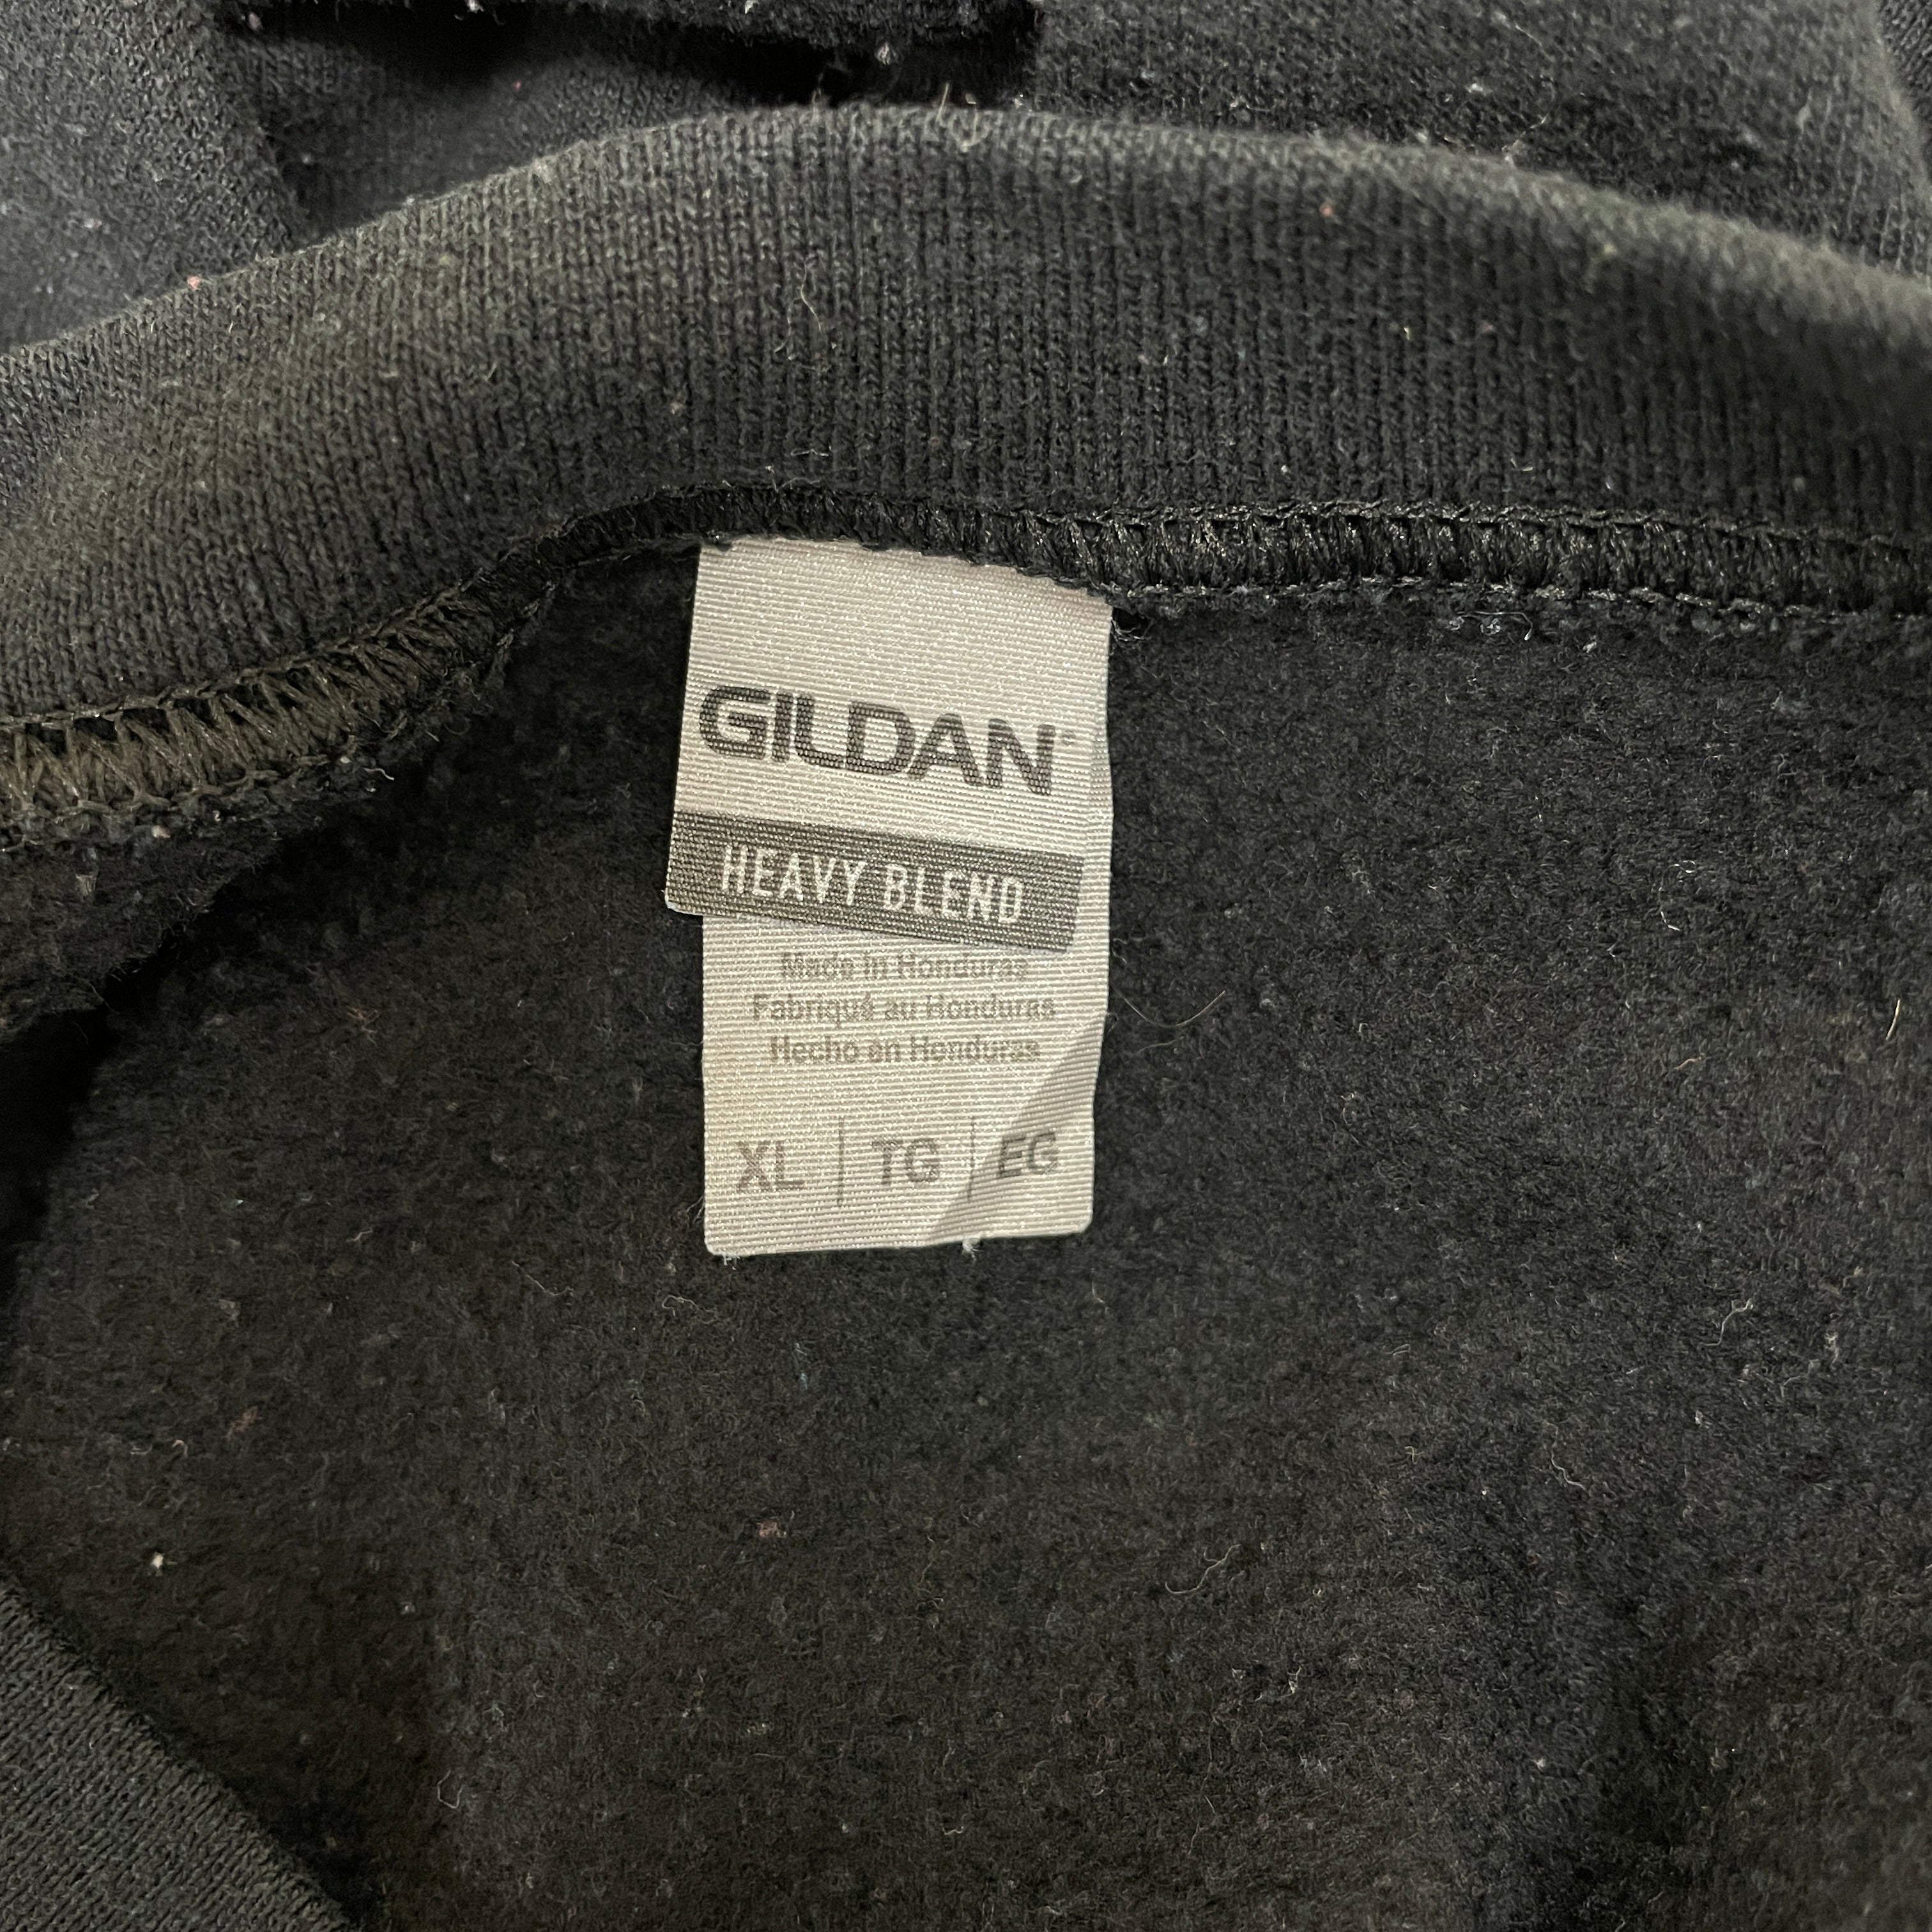 GILDAN
HEAVY BLEND
Made in Honduras
Fabriqué au Honduras
Hecho en Honduras
XL | TG | EG